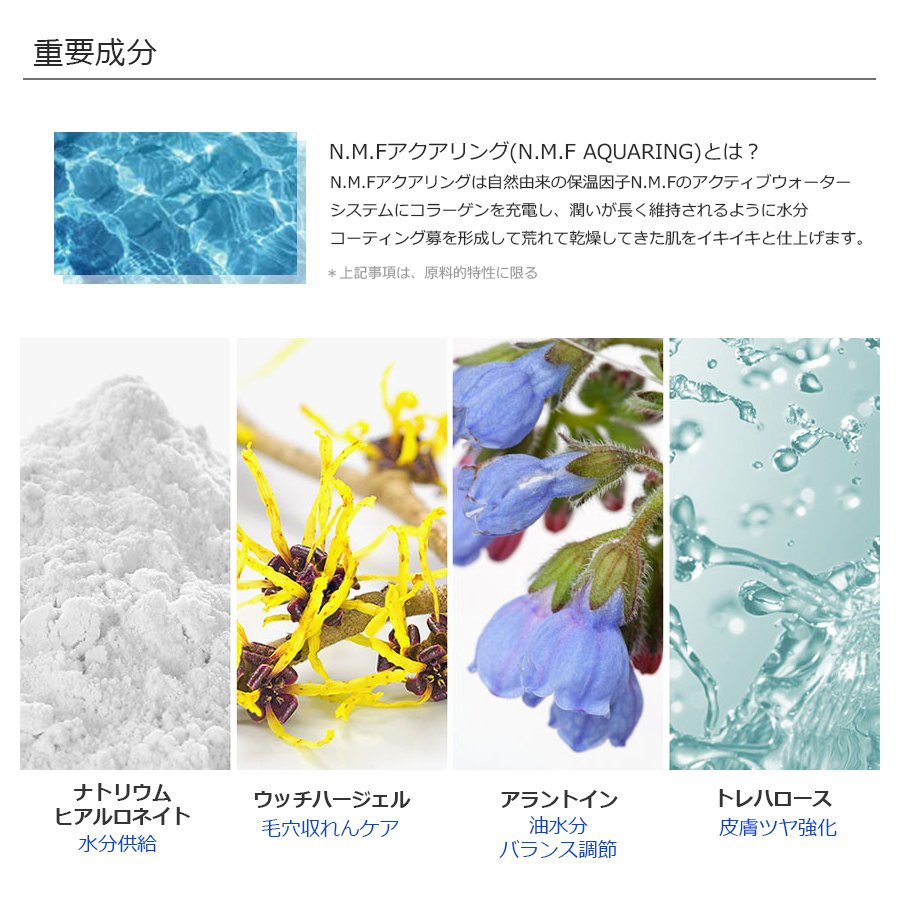 重要成分
N.M.Fアクアリング(N.M.F AQUARING)とは？
N.M.Fアクアリングは自然由来の保温因子N.M.Fのアクティブウォーター
システムにコラーゲンを充電し、潤いが長く維持されるように水分
コーティング募を形成して荒れて乾燥してきた肌をイキイキと仕上げます。
＊上記事項は、原料的特性に限る
ナトリウム
ヒアルロネイト
水分供給
ウッチハージェル
毛穴収れんケア
アラントイン
油水分
バランス調節
トレハロース
皮膚ツヤ強化